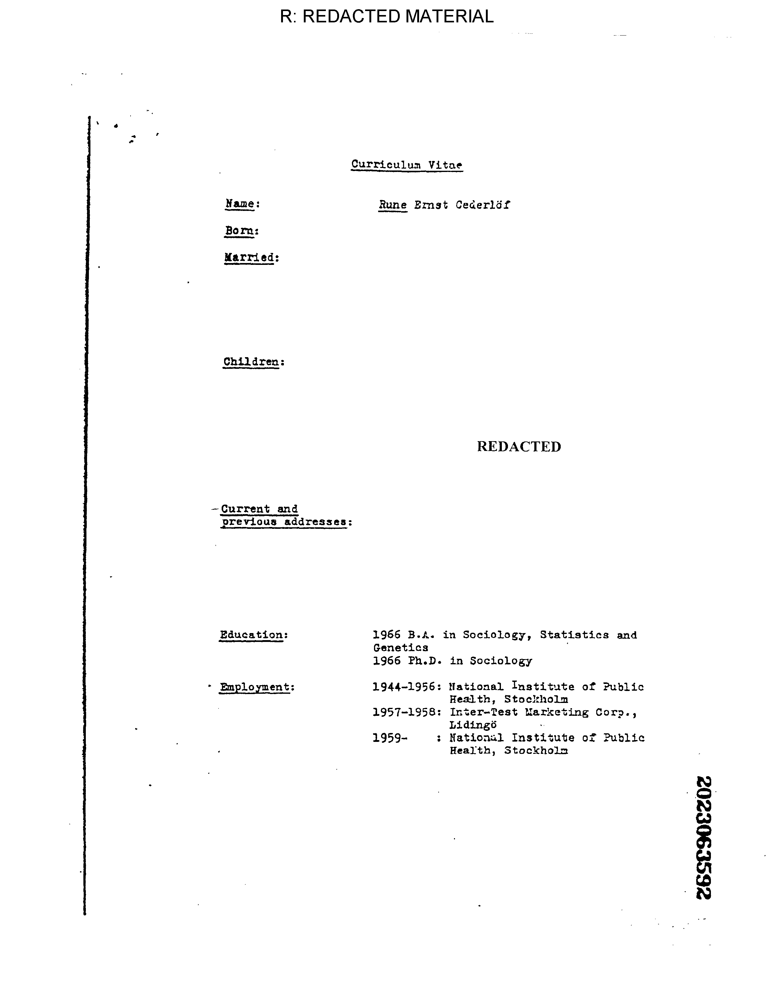 R: REDACTED MATERIAL
Curriculum Vitae
Name: Rune Ernst Cederlöf
Born:
Married:
Children:
REDACTED
Current and
previous addresses:
Education: 1966 B.A. in Sociology, Statistics and
Genetics
1966 Ph.D. in Sociology
Employment: 1944-1956: National Institute of Public
Health, Stockholm
1957-1958: Inter-Test Marketing Corp.,
Lidingö
1959- : National Institute of Public
Health, Stockholm
2023063592